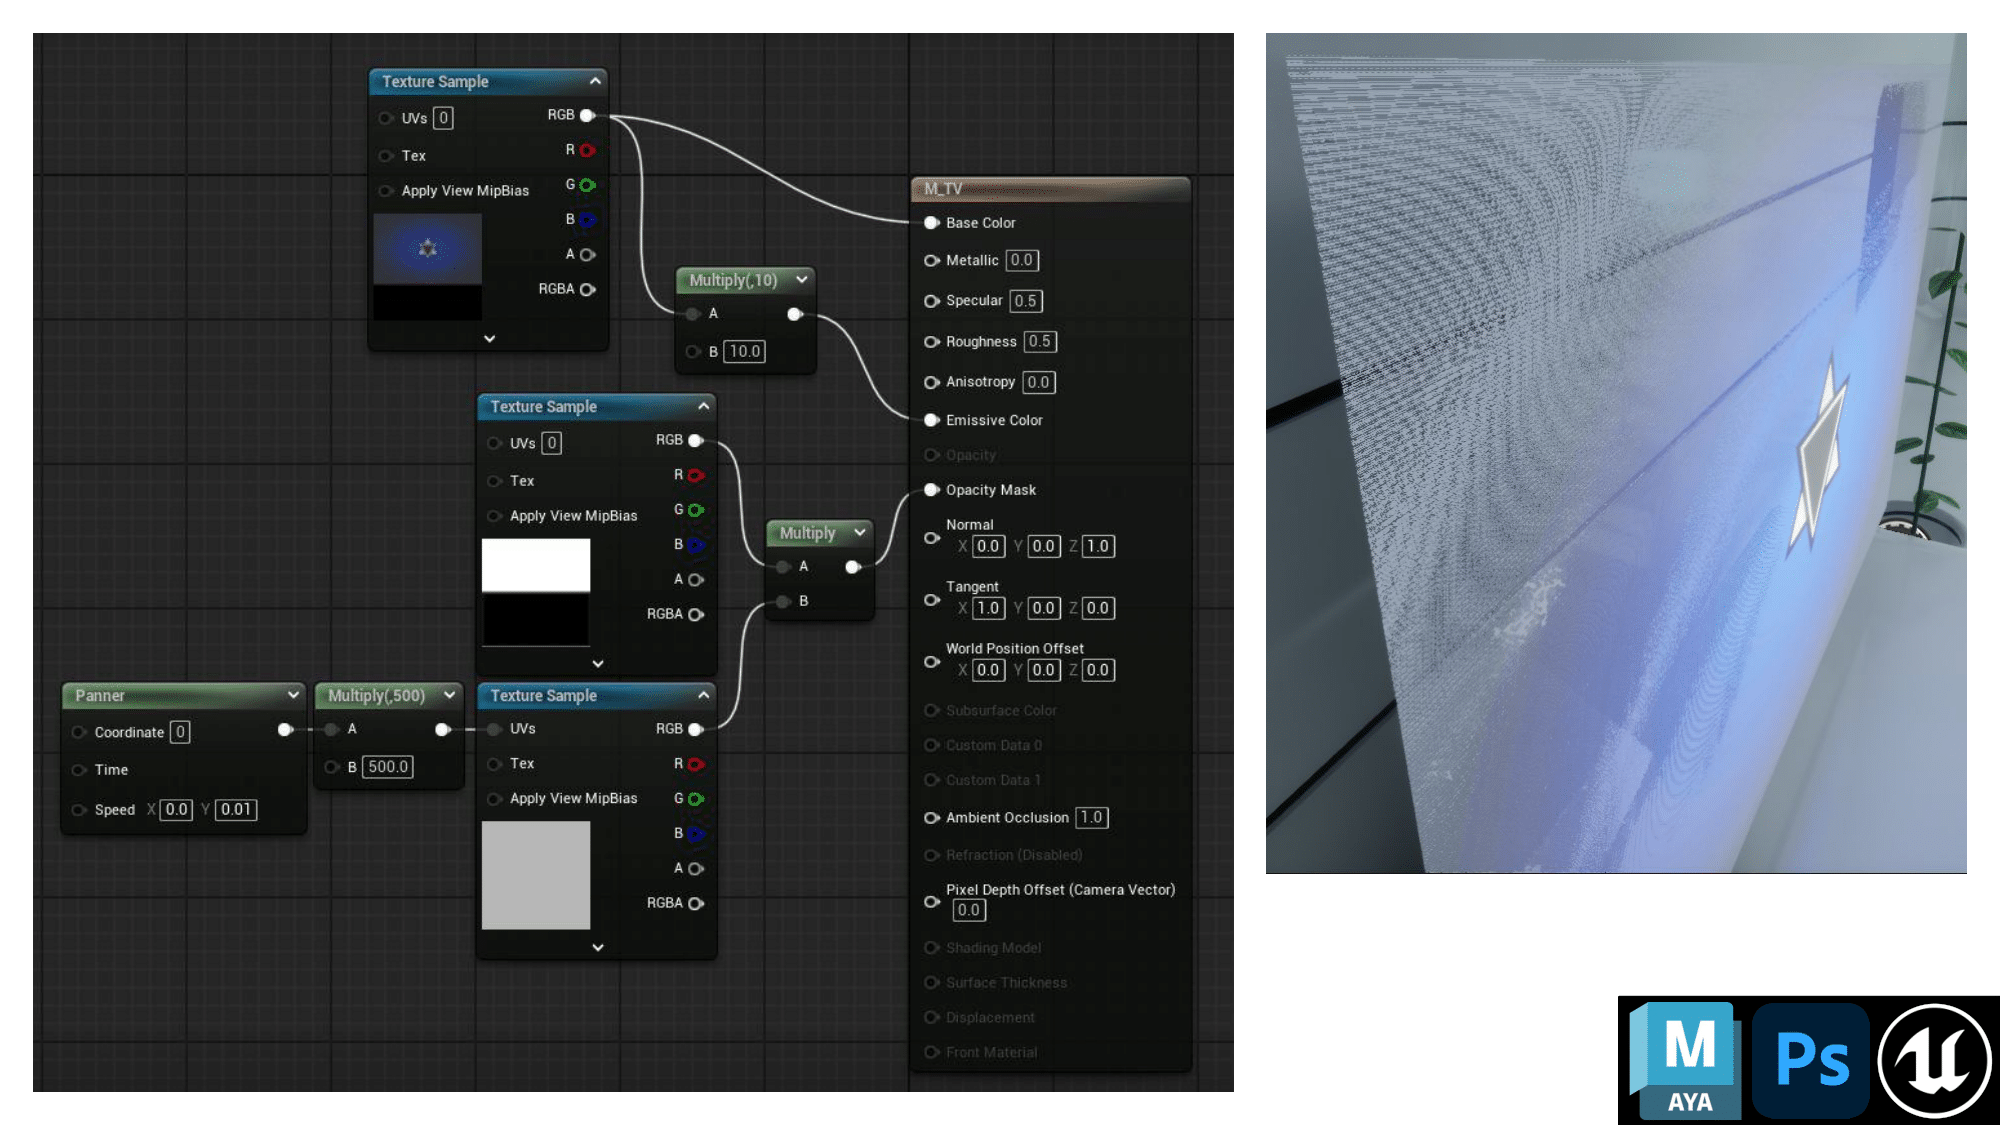 Texture Sample
UVs 0
RGB
R
Tex
G
Apply View MipBias
B
A
RGBA
Multiply(,10)
A
B 10.0
Texture Sample
UVs 0
RGB
R
Tex
G
Apply View MipBias
B
A
RGBA
Multiply
A
B
Panner
Coordinate 0
Time
Speed X 0.0 Y 0.01
Multiply(,500)
A
B 500.0
Texture Sample
UVs
RGB
R
Tex
G
Apply View MipBias
B
A
RGBA
M_TV
Base Color
Metallic 0.0
Specular 0.5
Roughness 0.5
Anisotropy 0.0
Emissive Color
Opacity
Opacity Mask
Normal
X 0.0 Y 0.0 Z 1.0
Tangent
X 1.0 Y 0.0 Z 0.0
World Position Offset
X 0.0 Y 0.0 Z 0.0
Subsurface Color
Custom Data 0
Custom Data 1
Ambient Occlusion 1.0
Refraction (Disabled)
Pixel Depth Offset (Camera Vector)
0.0
Shading Model
Surface Thickness
Displacement
Front Material
M
AYA
Ps